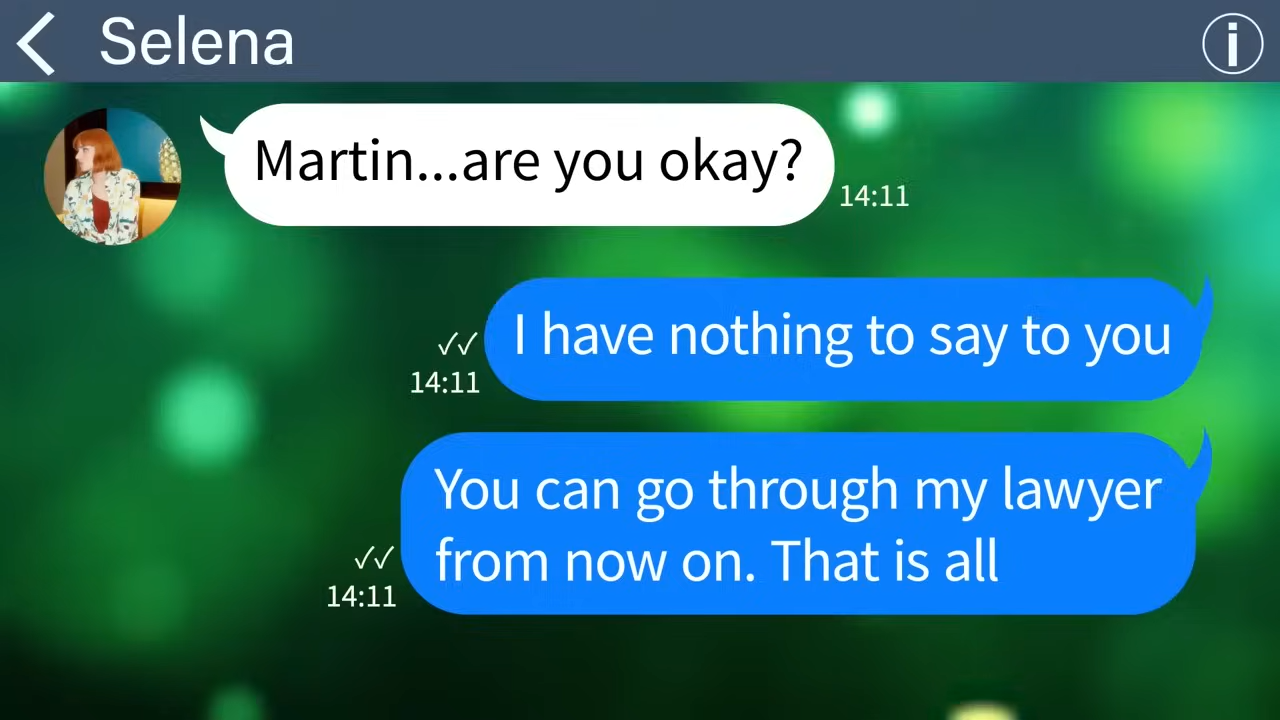 Selena
Martin...are you okay?
14:11
I have nothing to say to you
14:11
You can go through my lawyer
from now on. That is all
14:11